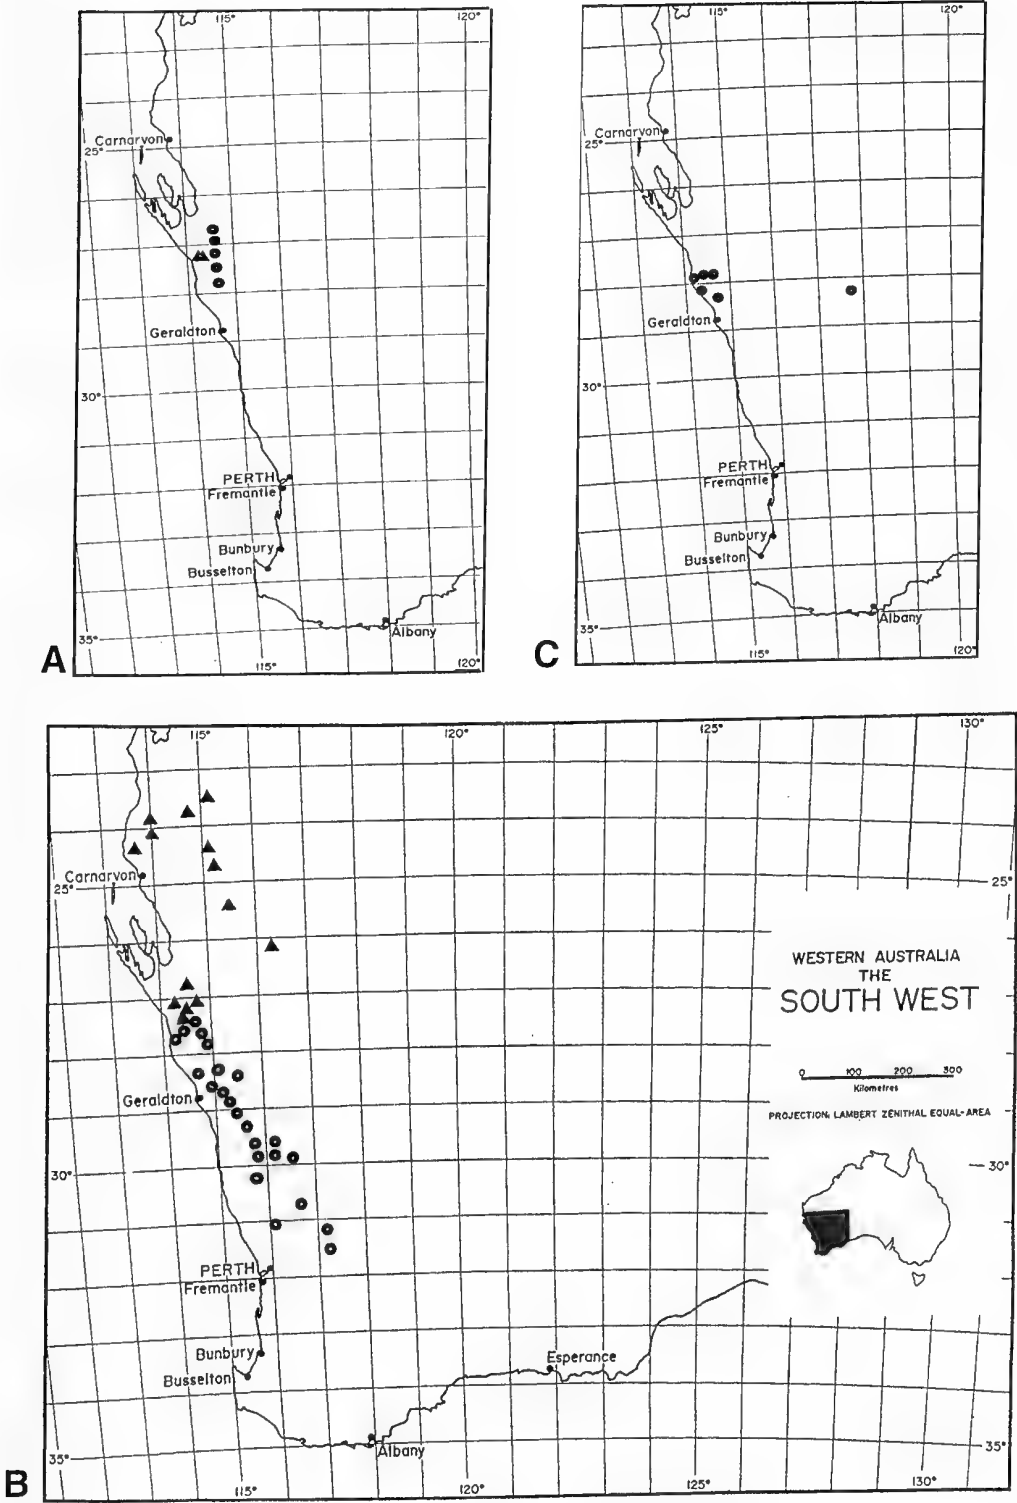 115°
120°
Carnarvon
25°
Geraldton
30°
PERTH
Fremantle
Bunbury
Busselton
Albany
35°
115°
120°
A
115°
120°
Carnarvon
25°
Geraldton
30°
PERTH
Fremantle
Bunbury
Busselton
Albany
35°
115°
120°
C
115°
120°
125°
130°
Carnarvon
25°
25°
WESTERN AUSTRALIA
THE
SOUTH WEST
0 100 200 300
Kilometres
PROJECTION: LAMBERT ZENITHAL EQUAL-AREA
Geraldton
30°
30°
PERTH
Fremantle
Bunbury
Busselton
Esperance
Albany
35°
35°
115°
120°
125°
130°
B